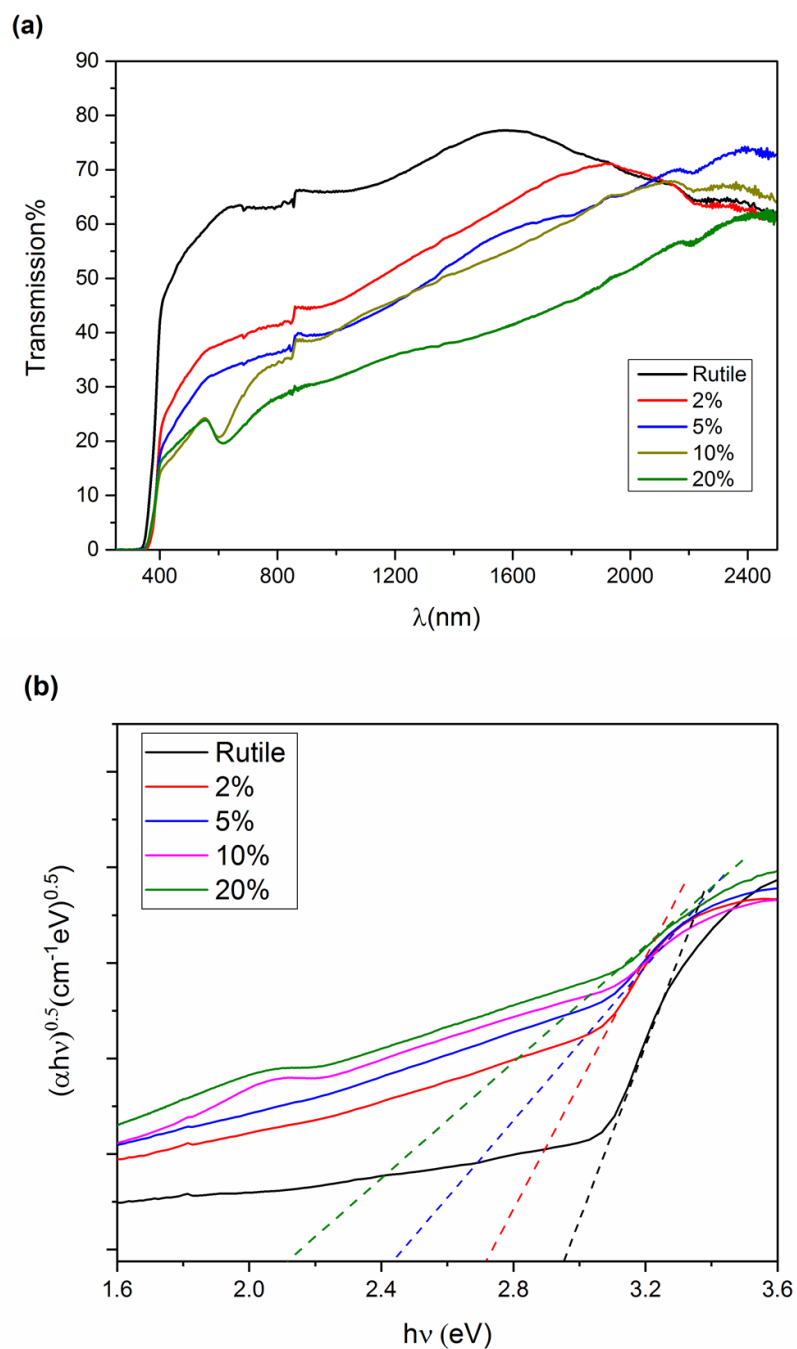 (a)
90
80
70
60
50
40
30
20
10
0
Transmission%
400 800 1200 1600 2000 2400
λ(nm)
Rutile
2%
5%
10%
20%
(b)
Rutile
2%
5%
10%
20%
(αhν)^0.5(cm^-1eV)^0.5)
1.6 2.0 2.4 2.8 3.2 3.6
hν (eV)